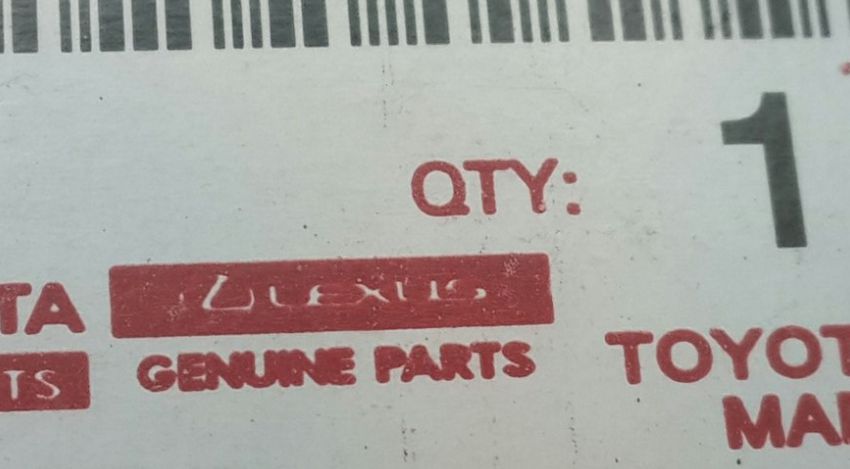 QTY: 1
TA LEXUS
TS GENUINE PARTS TOYOT
MA